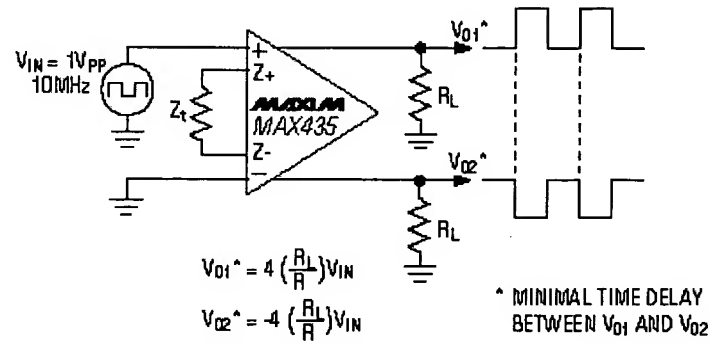 V01*
VIN = 1VPP
10MHz
+
Z+
Zt
MAXIM
MAX435
Z-
-
RL
V02*
RL
V01* = 4 (RL/R) VIN
V02* = -4 (RL/R) VIN
* MINIMAL TIME DELAY
BETWEEN V01 AND V02